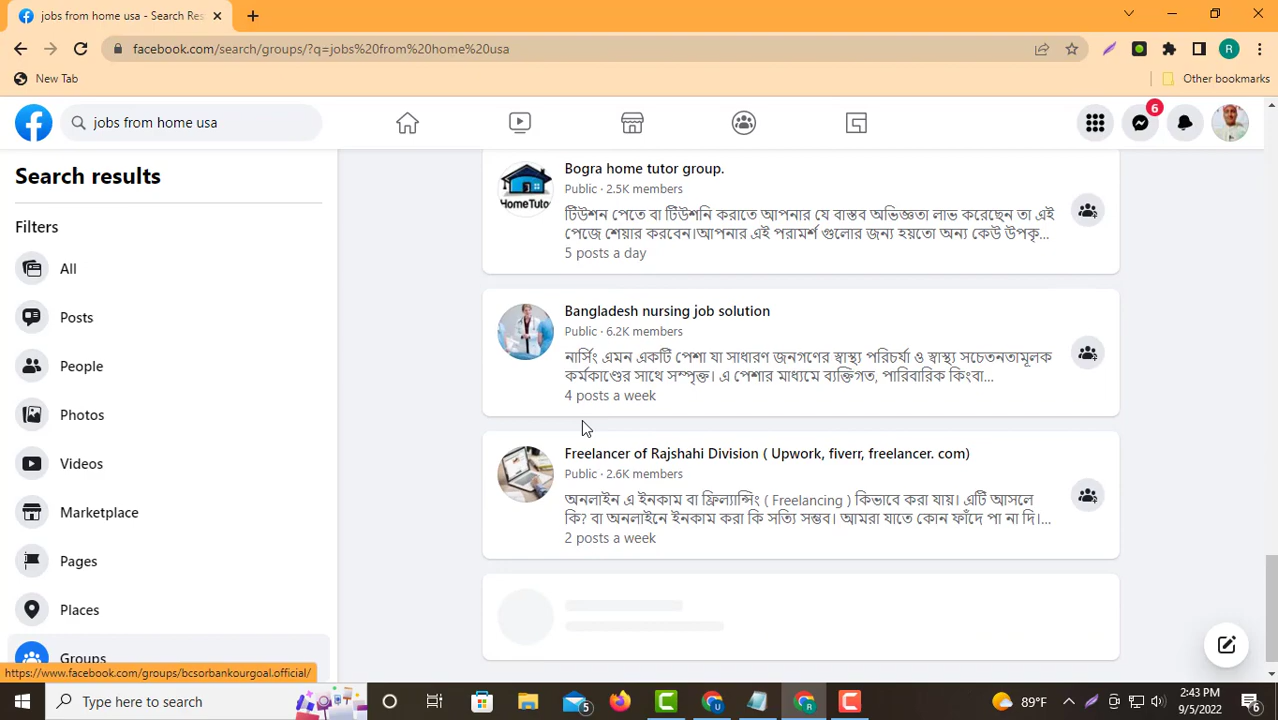 jobs from home usa - Search Res
facebook.com/search/groups/?q=jobs%20from%20home%20usa
R
New Tab
Other bookmarks
jobs from home usa
6
Search results
Filters
All
Posts
People
Photos
Videos
Marketplace
Pages
Places
Groups
Bogra home tutor group.
Public · 2.5K members
টিউশন পেতে বা টিউশনি করাতে আপনার যে বাস্তব অভিজ্ঞতা লাভ করেছেন তা এই
পেজে শেয়ার করবেন।আপনার এই পরামর্শ গুলোর জন্য হয়তো অন্য কেউ উপকৃ...
5 posts a day
HomeTuto
Bangladesh nursing job solution
Public · 6.2K members
নার্সিং এমন একটি পেশা যা সাধারণ জনগণের স্বাস্থ্য পরিচর্যা ও স্বাস্থ্য সচেতনতামূলক
কর্মকাণ্ডের সাথে সম্পৃক্ত। এ পেশার মাধ্যমে ব্যক্তিগত, পারিবারিক কিংবা...
4 posts a week
Freelancer of Rajshahi Division ( Upwork, fiverr, freelancer. com)
Public · 2.6K members
অনলাইন এ ইনকাম বা ফ্রিল্যান্সিং ( Freelancing ) কিভাবে করা যায়। এটি আসলে
কি? বা অনলাইনে ইনকাম করা কি সত্যি সম্ভব। আমরা যাতে কোন ফাঁদে পা না দি।...
2 posts a week
https://www.facebook.com/groups/bcsorbankourgoal.official/
Type here to search
5
U
R
89°F
2:43 PM
9/5/2022
6